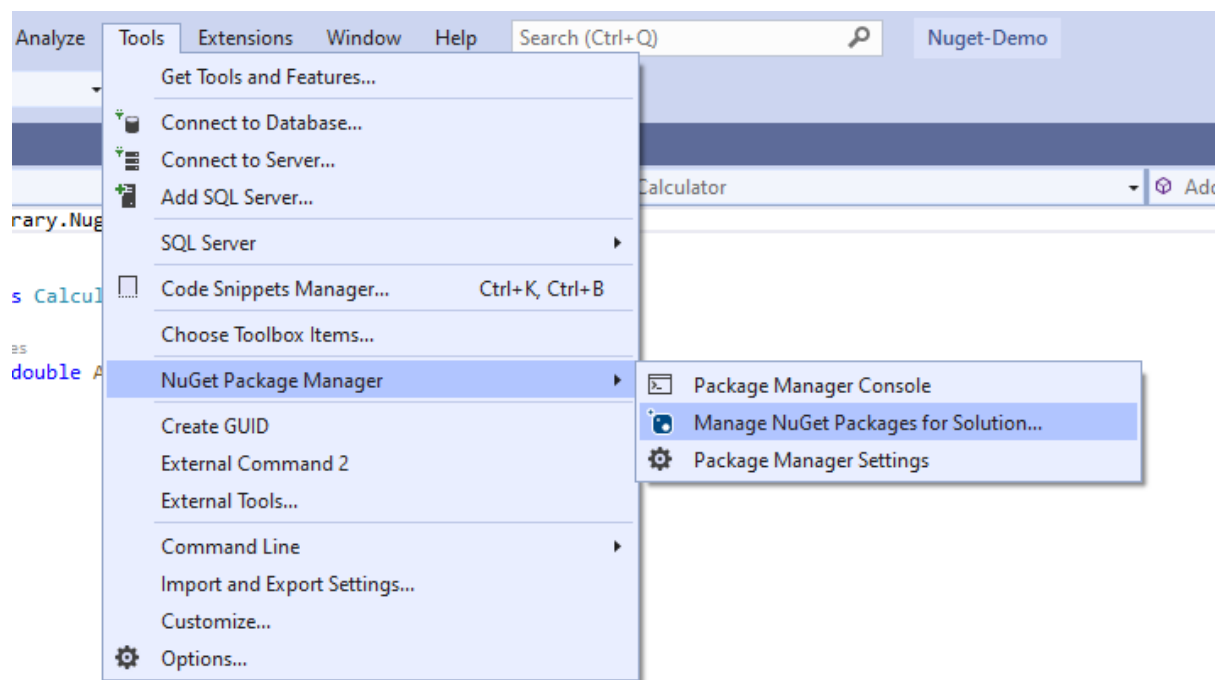 Analyze Tools Extensions Window Help Search (Ctrl+Q) Nuget-Demo
Get Tools and Features...
Connect to Database...
Connect to Server...
Add SQL Server...
Calculator Add
rary.Nug
SQL Server
s Calcul
Code Snippets Manager... Ctrl+K, Ctrl+B
Choose Toolbox Items...
es
double A
NuGet Package Manager
Package Manager Console
Manage NuGet Packages for Solution...
Package Manager Settings
Create GUID
External Command 2
External Tools...
Command Line
Import and Export Settings...
Customize...
Options...